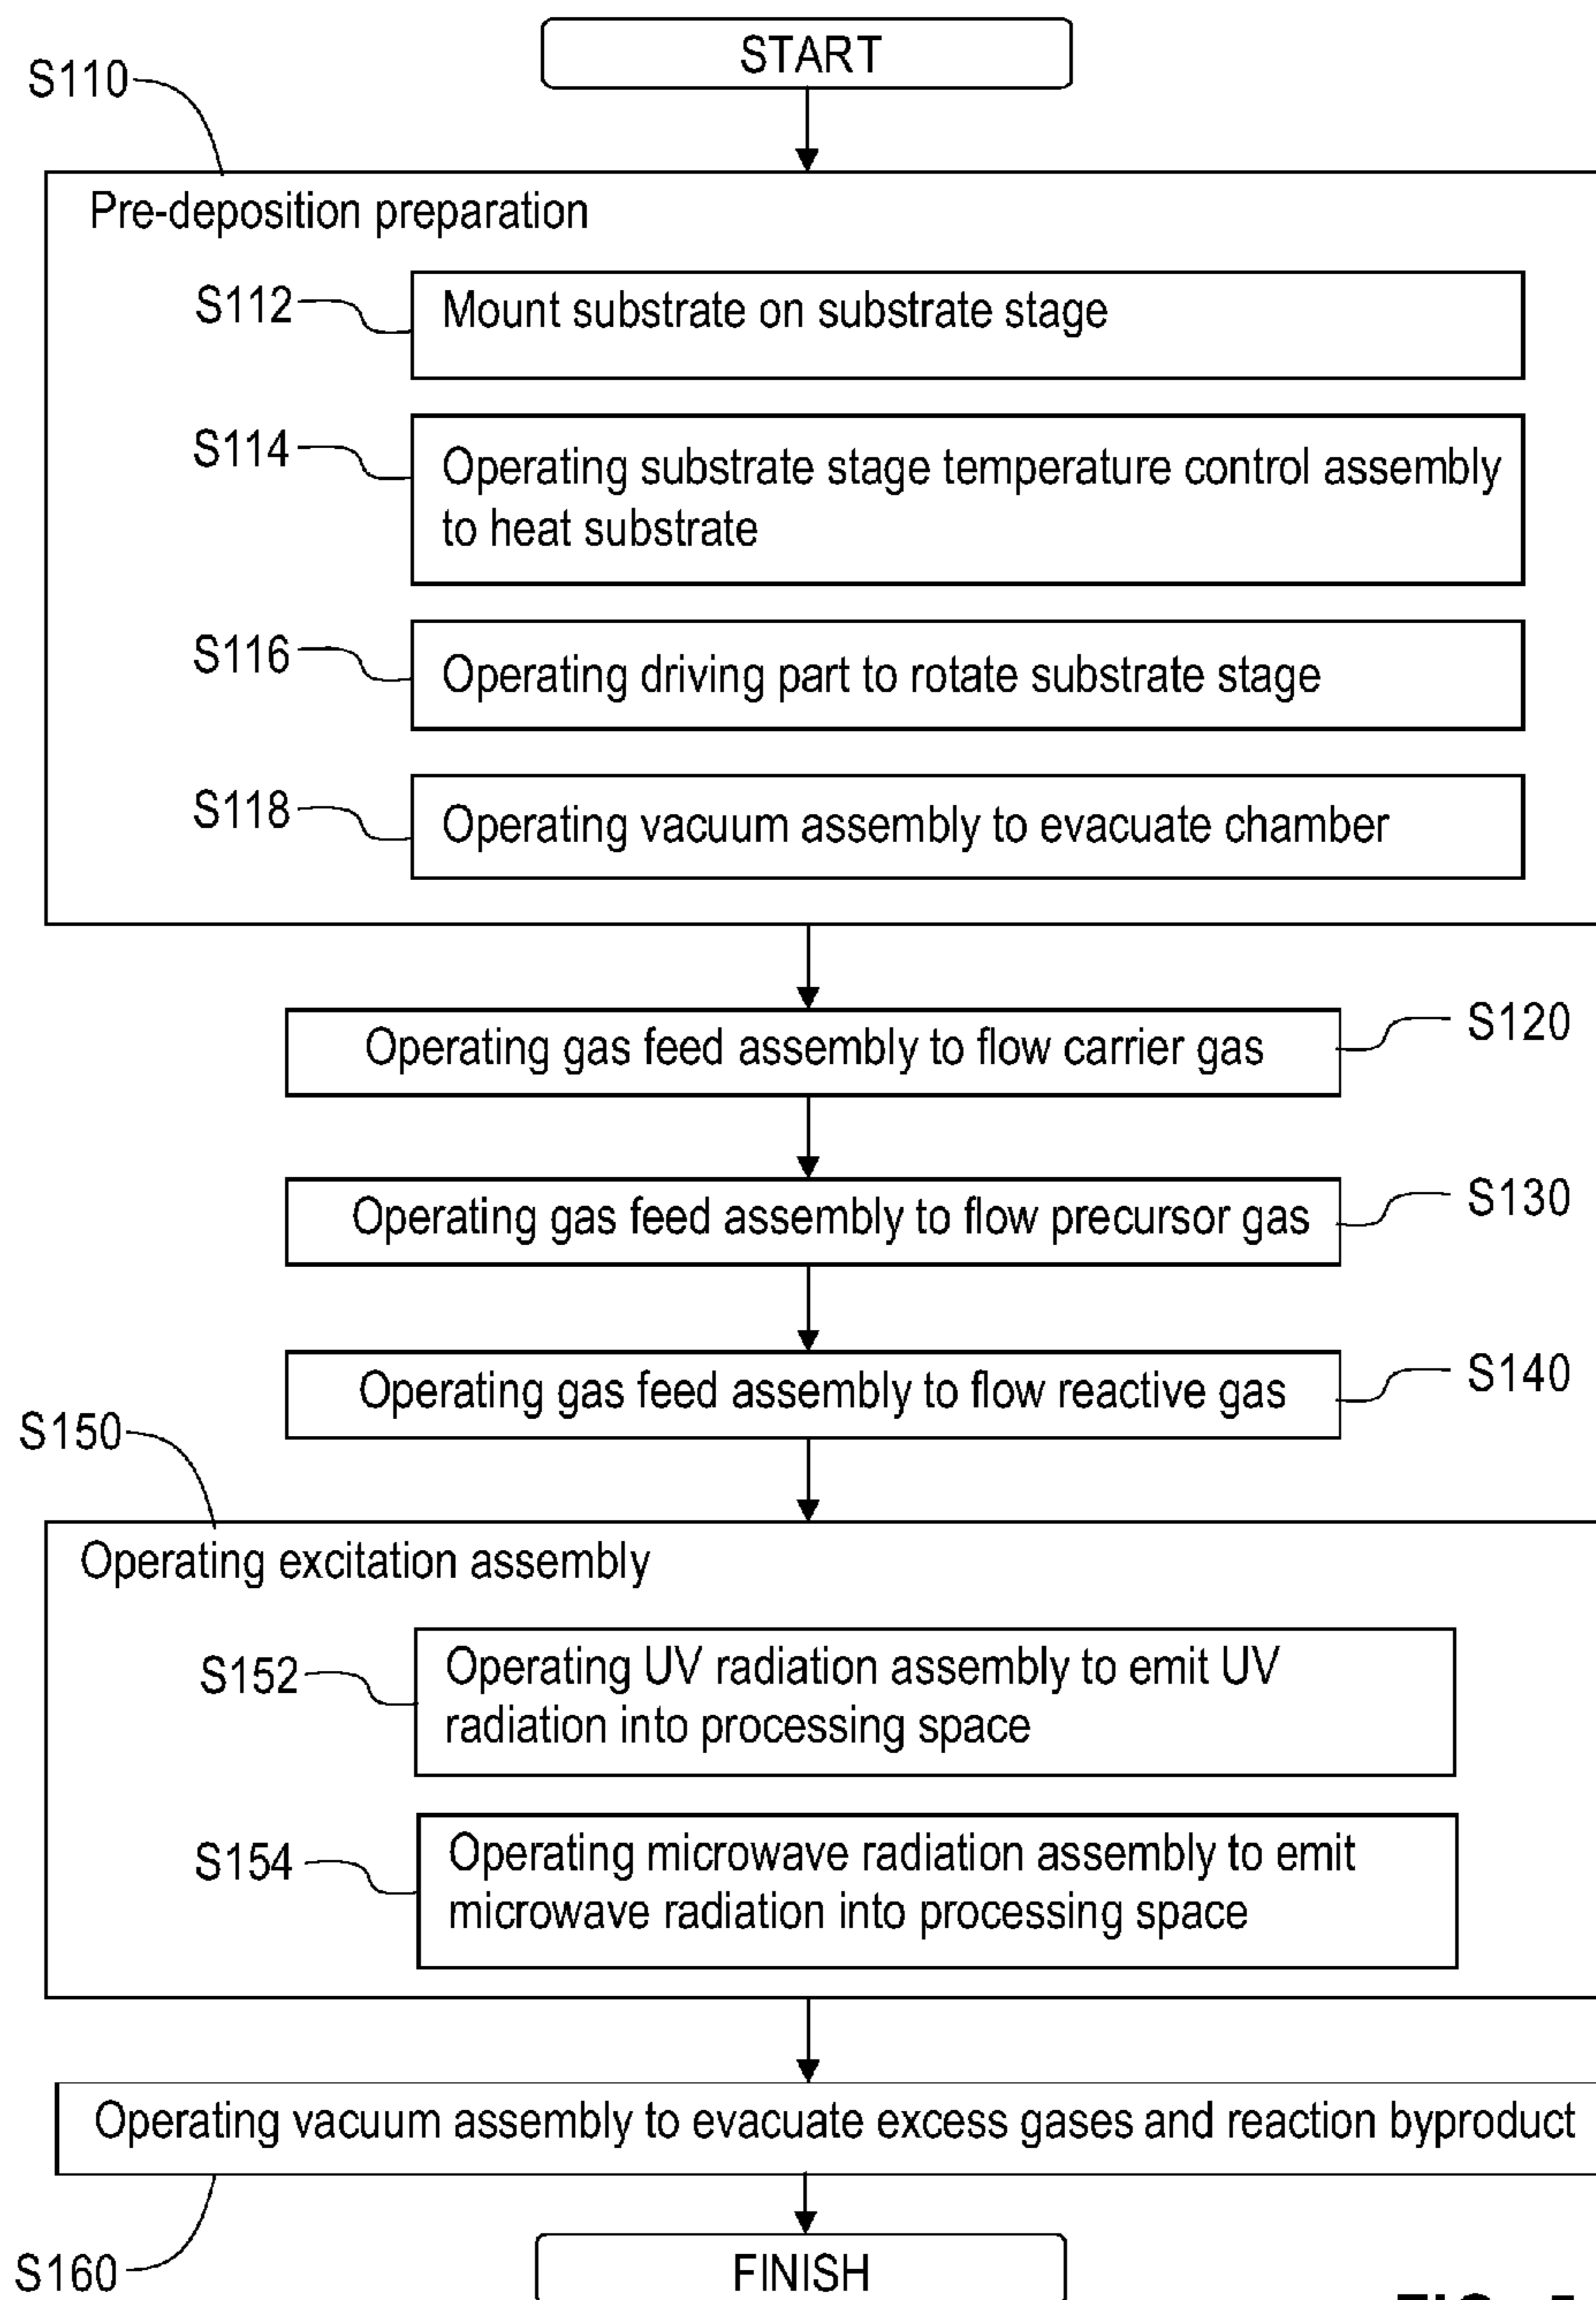 START
S110
Pre-deposition preparation
S112
Mount substrate on substrate stage
S114
Operating substrate stage temperature control assembly
to heat substrate
S116
Operating driving part to rotate substrate stage
S118
Operating vacuum assembly to evacuate chamber
Operating gas feed assembly to flow carrier gas
S120
Operating gas feed assembly to flow precursor gas
S130
Operating gas feed assembly to flow reactive gas
S140
S150
Operating excitation assembly
S152
Operating UV radiation assembly to emit UV
radiation into processing space
S154
Operating microwave radiation assembly to emit
microwave radiation into processing space
Operating vacuum assembly to evacuate excess gases and reaction byproduct
S160
FINISH